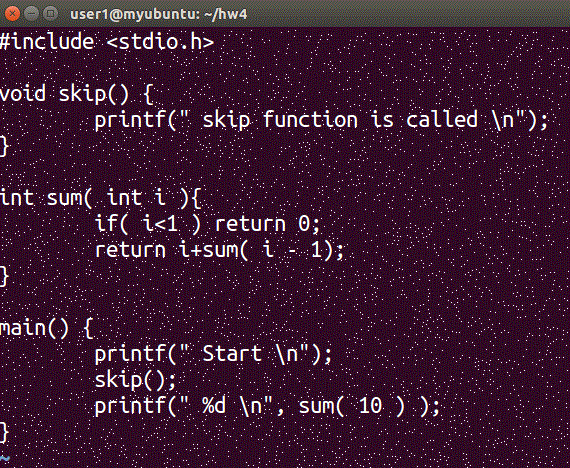 user1@myubuntu: ~/hw4
#include <stdio.h>

void skip() {
        printf(" skip function is called \n");
}

int sum( int i ){
        if( i<1 ) return 0;
        return i+sum( i - 1);
}

main() {
        printf(" Start \n");
        skip();
        printf(" %d \n", sum( 10 ) );
}
~